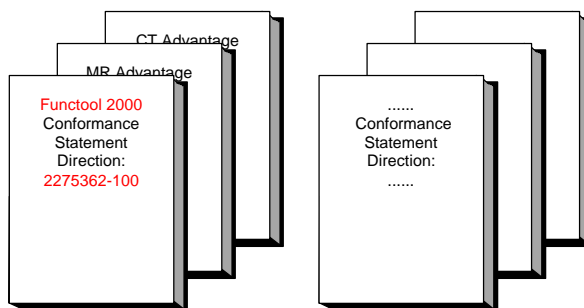 CT Advantage
MR Advantage
Functool 2000
Conformance
Statement
Direction:
2275362-100
......
Conformance
Statement
Direction:
......